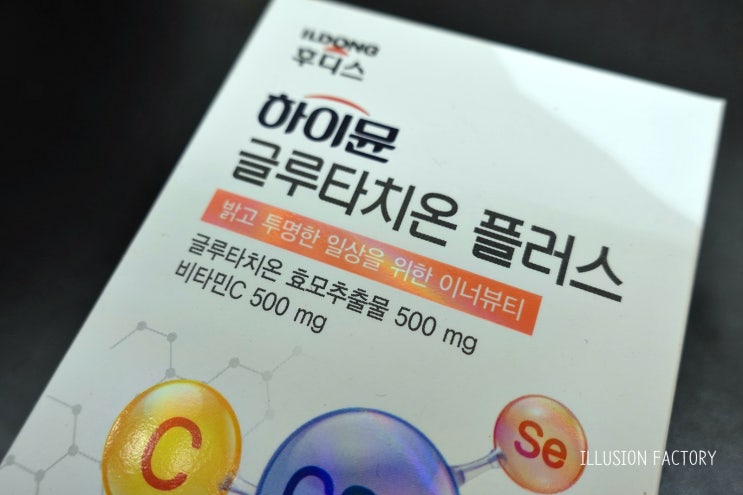 ILDONG
후디스
하이뮨
글루타치온 플러스
밝고 투명한 일상을 위한 이너뷰티
글루타치온 효모추출물 500 mg
비타민C 500 mg
C
Se
ILLUSION FACTORY